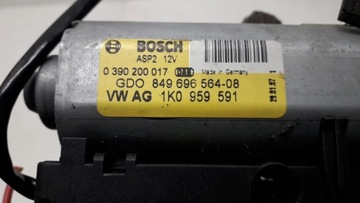 BOSCH
ASP2 12V
0 390 200 017 Made in Germany
GDO 849 696 564-08
VW AG 1K0 959 591